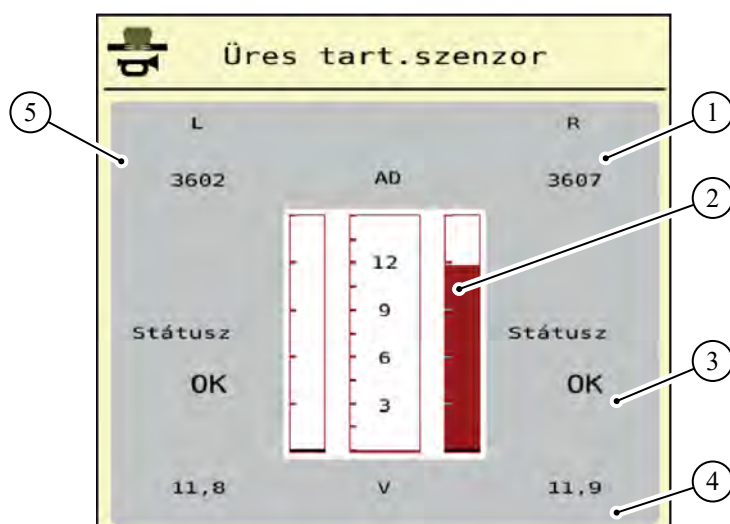 Üres tart.szenzor
5
L
R
1
3602
AD
3607
2
12
9
Státusz
Státusz
6
OK
OK
3
3
11,8
V
11,9
4